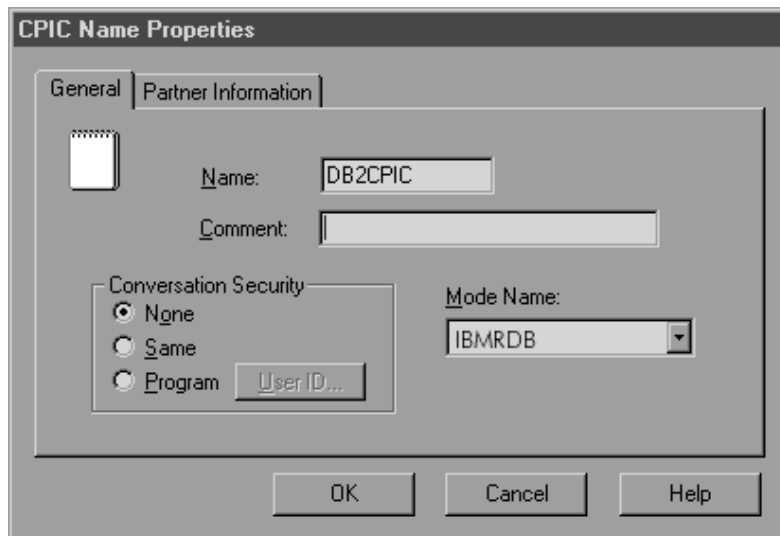 CPIC Name Properties
General Partner Information
Name: DB2CPIC
Comment:
Conversation Security
None
Same
Program User ID...
Mode Name:
IBMRDB
OK Cancel Help